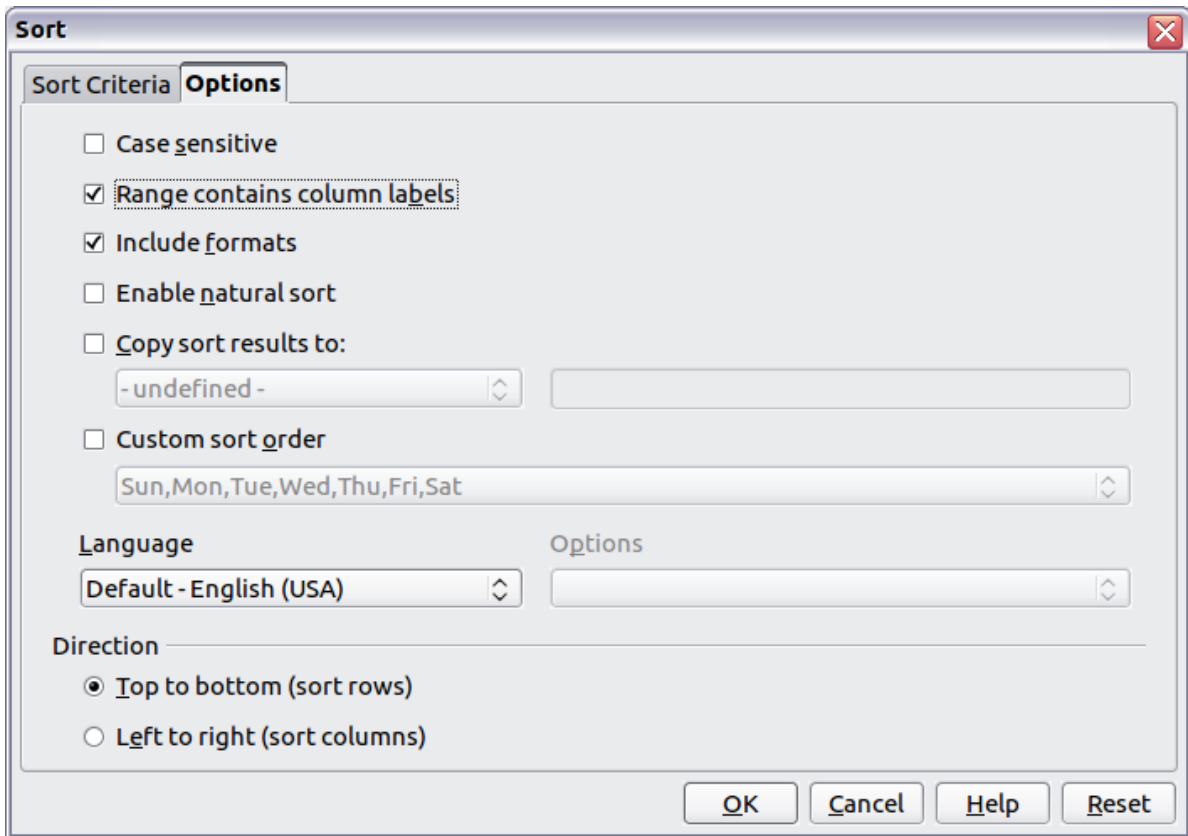 Sort
Sort Criteria Options
Case sensitive
Range contains column labels
Include formats
Enable natural sort
Copy sort results to:
- undefined -
Custom sort order
Sun,Mon,Tue,Wed,Thu,Fri,Sat
Language Options
Default - English (USA)
Direction
Top to bottom (sort rows)
Left to right (sort columns)
OK Cancel Help Reset